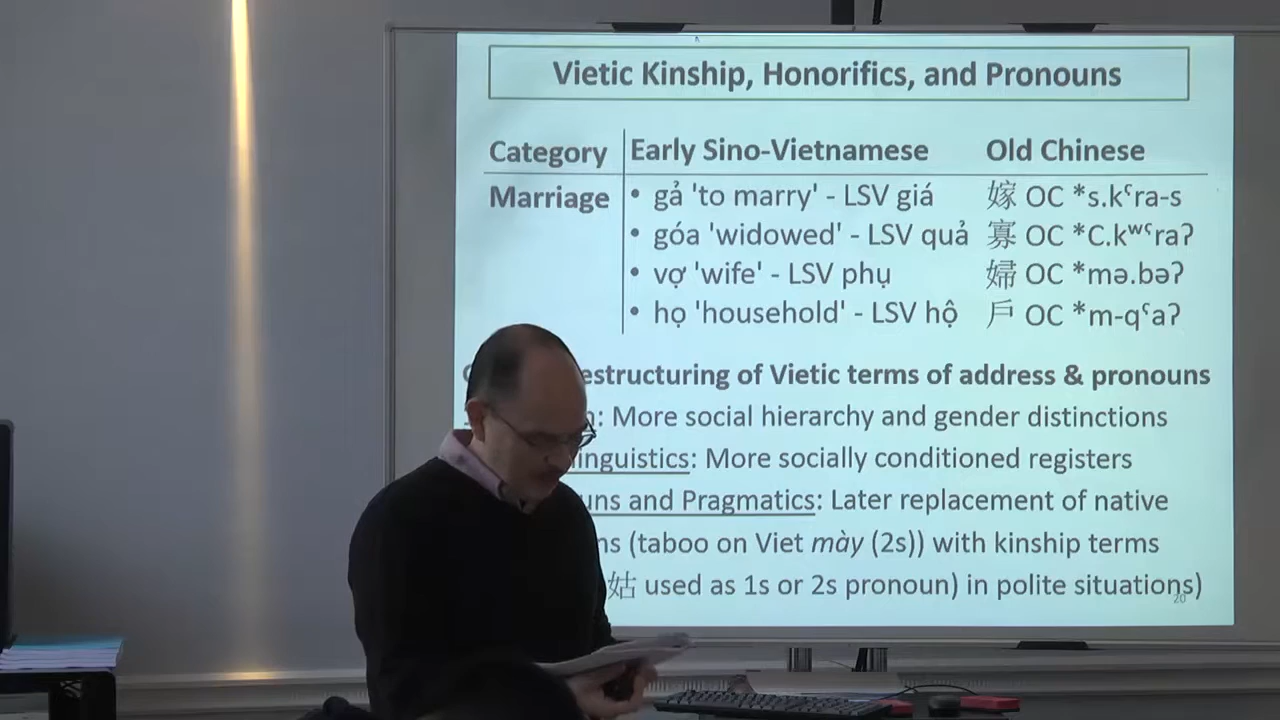 Vietic Kinship, Honorifics, and Pronouns
Category Early Sino-Vietnamese Old Chinese
Marriage • gả 'to marry' - LSV giá 嫁 OC *s.kˤra-s
• góa 'widowed' - LSV quả 寡 OC *C.kʷˤraʔ
• vợ 'wife' - LSV phụ 婦 OC *mə.bəʔ
• họ 'household' - LSV hộ 戶 OC *m-qˤaʔ
estructuring of Vietic terms of address & pronouns
: More social hierarchy and gender distinctions
linguistics: More socially conditioned registers
uns and Pragmatics: Later replacement of native
ns (taboo on Viet mày (2s)) with kinship terms
姑 used as 1s or 2s pronoun) in polite situations)
20